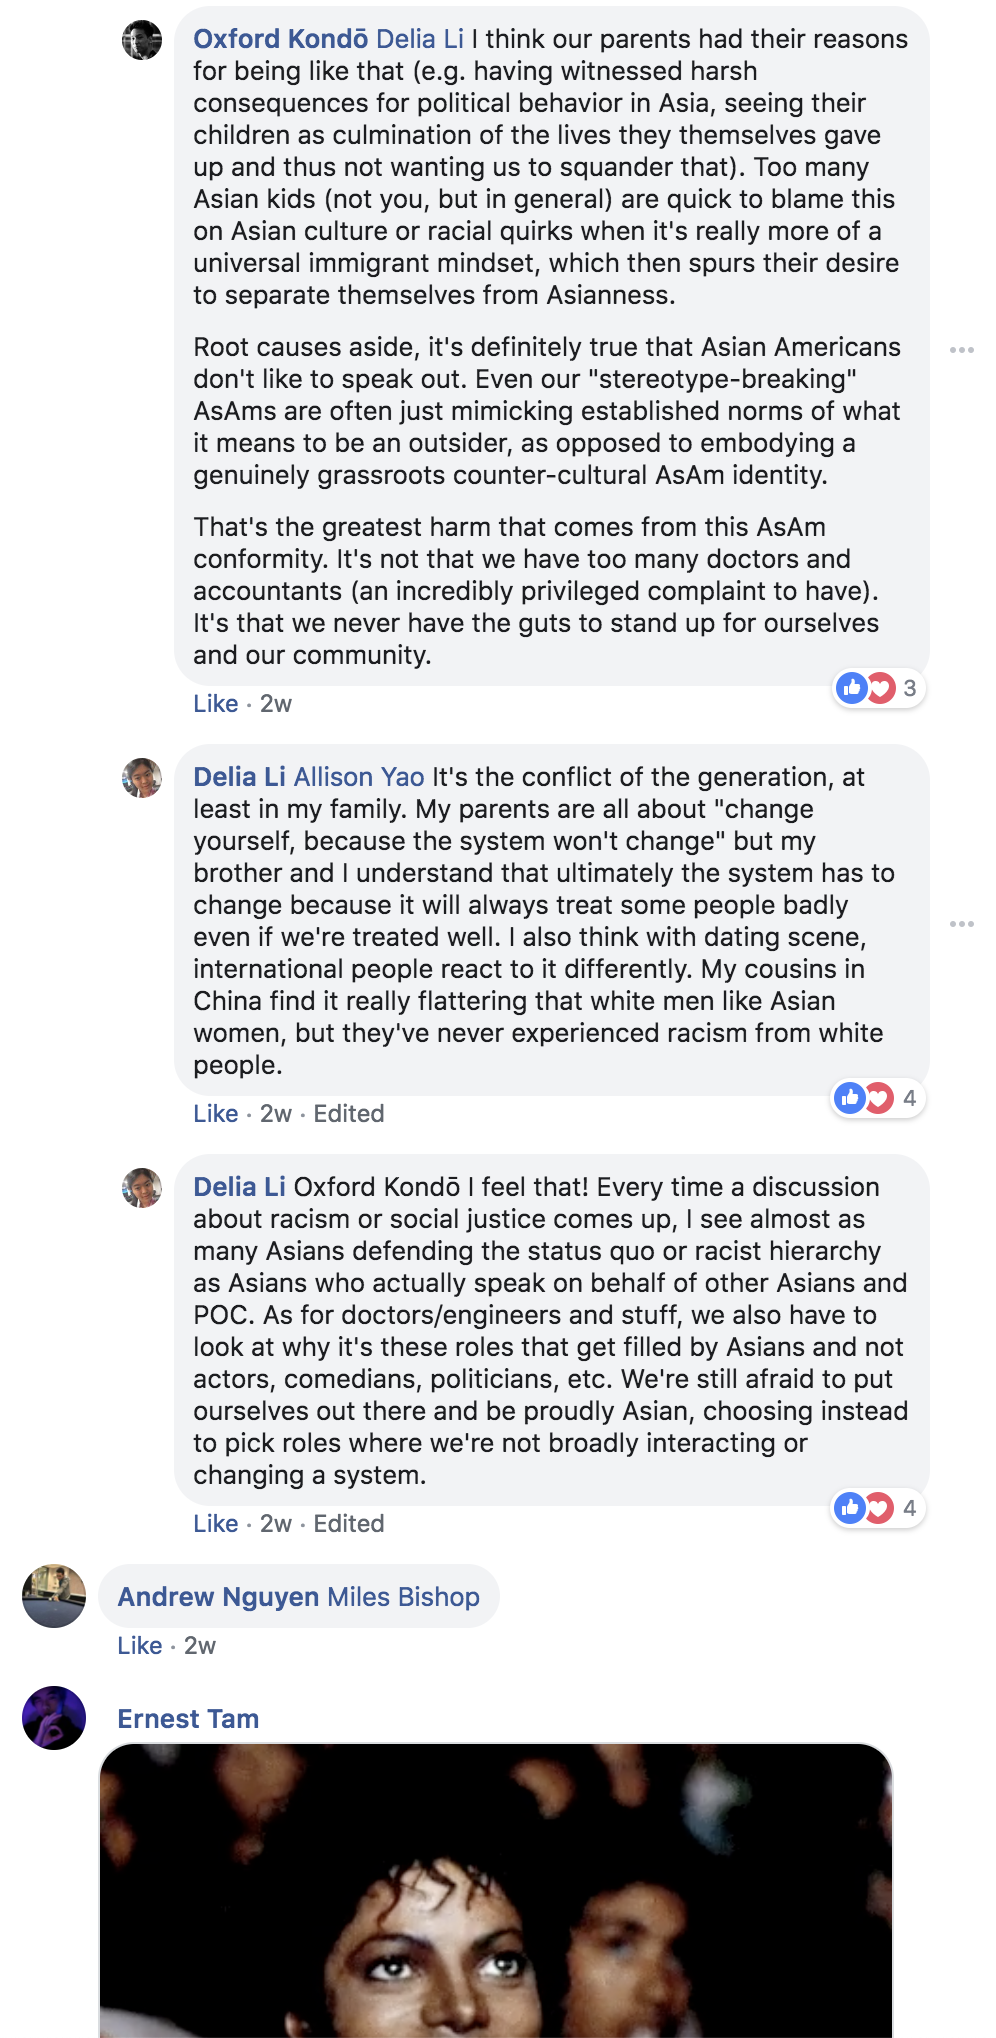 Oxford Kondō Delia Li I think our parents had their reasons
for being like that (e.g. having witnessed harsh
consequences for political behavior in Asia, seeing their
children as culmination of the lives they themselves gave
up and thus not wanting us to squander that). Too many
Asian kids (not you, but in general) are quick to blame this
on Asian culture or racial quirks when it's really more of a
universal immigrant mindset, which then spurs their desire
to separate themselves from Asianness.
Root causes aside, it's definitely true that Asian Americans
don't like to speak out. Even our "stereotype-breaking"
AsAms are often just mimicking established norms of what
it means to be an outsider, as opposed to embodying a
genuinely grassroots counter-cultural AsAm identity.
That's the greatest harm that comes from this AsAm
conformity. It's not that we have too many doctors and
accountants (an incredibly privileged complaint to have).
It's that we never have the guts to stand up for ourselves
and our community.
3
Like · 2w
Delia Li Allison Yao It's the conflict of the generation, at
least in my family. My parents are all about "change
yourself, because the system won't change" but my
brother and I understand that ultimately the system has to
change because it will always treat some people badly
even if we're treated well. I also think with dating scene,
international people react to it differently. My cousins in
China find it really flattering that white men like Asian
women, but they've never experienced racism from white
people.
4
Like · 2w · Edited
Delia Li Oxford Kondō I feel that! Every time a discussion
about racism or social justice comes up, I see almost as
many Asians defending the status quo or racist hierarchy
as Asians who actually speak on behalf of other Asians and
POC. As for doctors/engineers and stuff, we also have to
look at why it's these roles that get filled by Asians and not
actors, comedians, politicians, etc. We're still afraid to put
ourselves out there and be proudly Asian, choosing instead
to pick roles where we're not broadly interacting or
changing a system.
4
Like · 2w · Edited
Andrew Nguyen Miles Bishop
Like · 2w
Ernest Tam